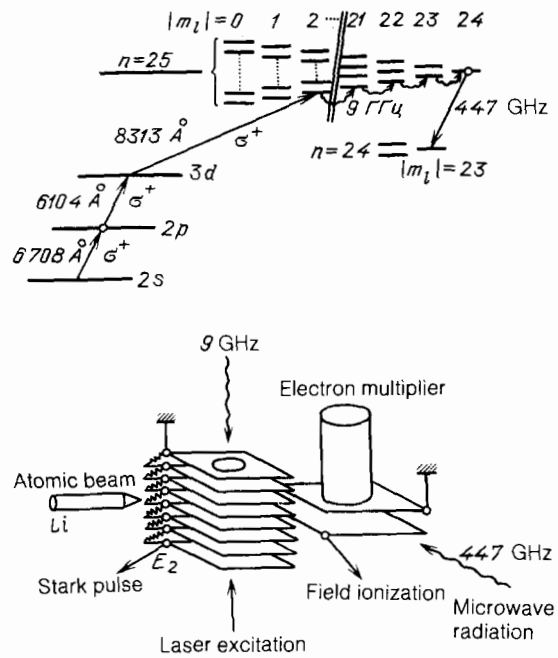 |m_l|=0 1 2 ···· 21 22 23 24
n=25
8313 Å
σ⁺
9 ГГц
447 GHz
n=24
|m_l|=23
3d
6104 Å
σ⁺
2p
6708 Å
σ⁺
2s
9 GHz
Electron multiplier
Atomic beam
Li
E₂
Stark pulse
Laser excitation
Field ionization
447 GHz
Microwave
radiation